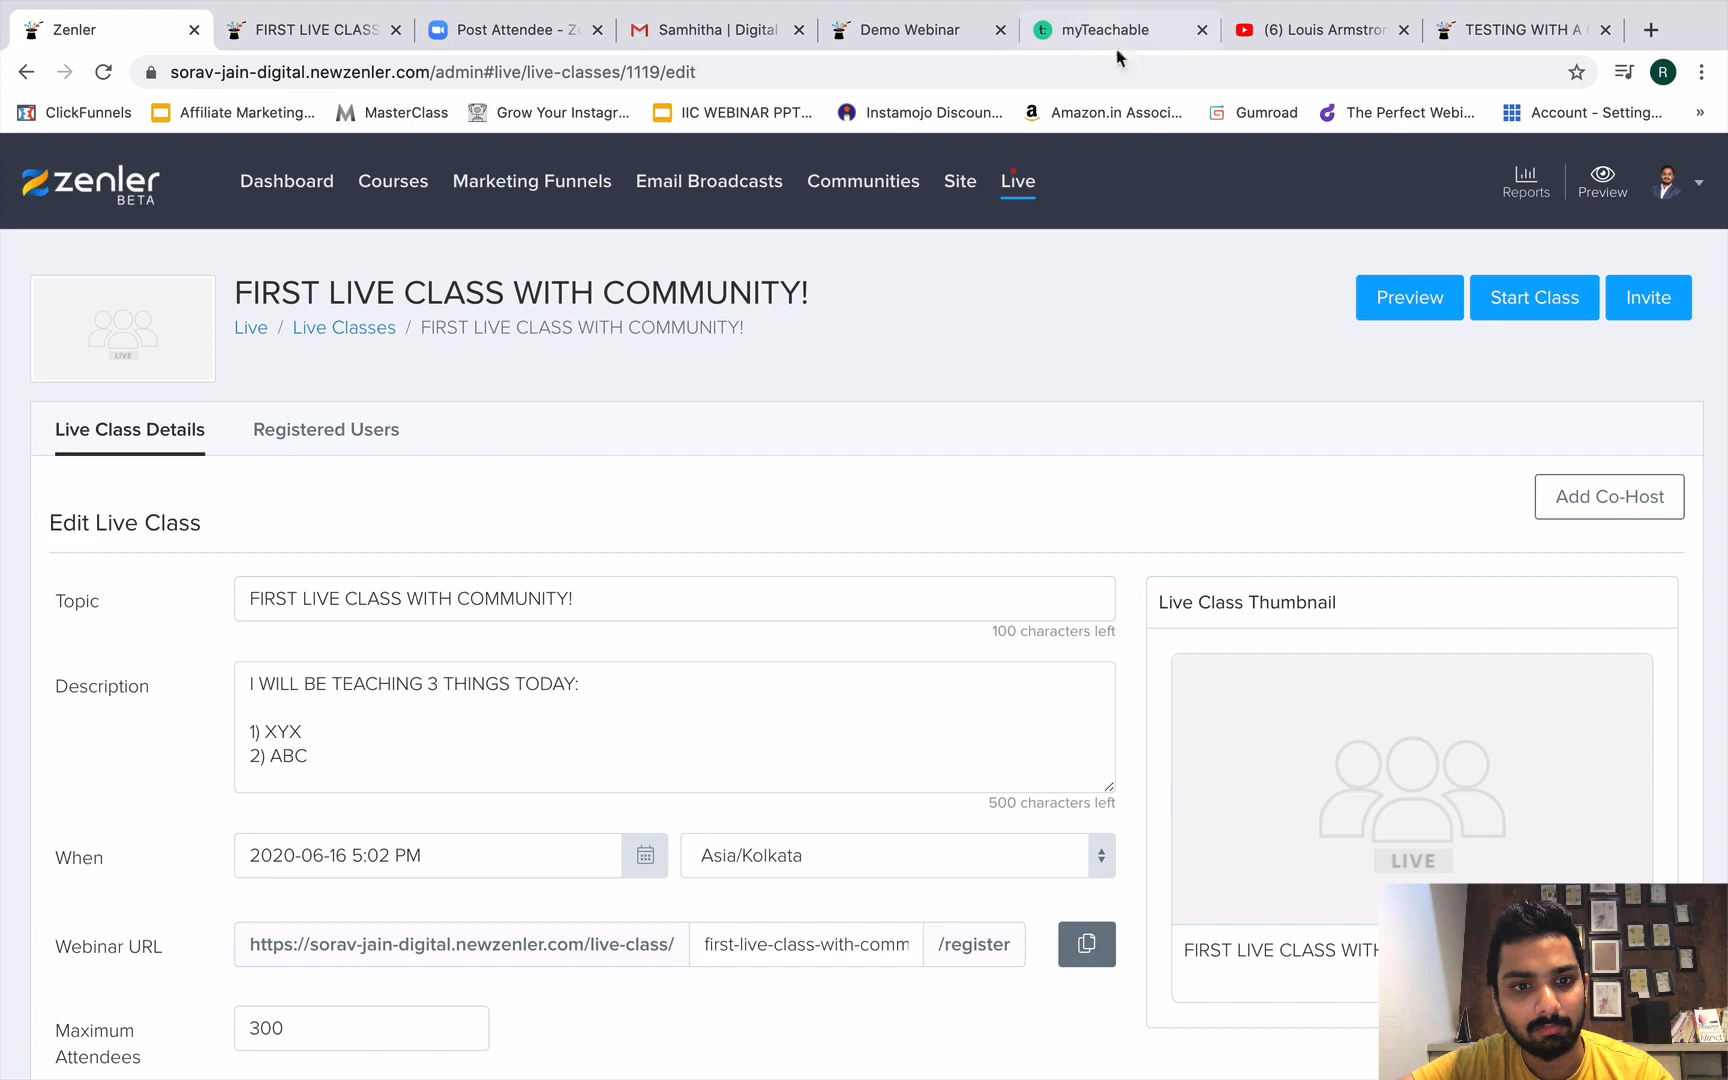 Zenler
FIRST LIVE CLASS
Post Attendee - Zo
Samhitha | Digital
Demo Webinar
myTeachable
(6) Louis Armstron
TESTING WITH A C
sorav-jain-digital.newzenler.com/admin#live/live-classes/1119/edit
R
ClickFunnels
Affiliate Marketing...
MasterClass
Grow Your Instagr...
IIC WEBINAR PPT...
Instamojo Discoun...
Amazon.in Associ...
Gumroad
The Perfect Webi...
Account - Setting...
»
zenler
BETA
Dashboard
Courses
Marketing Funnels
Email Broadcasts
Communities
Site
Live
Reports
Preview
FIRST LIVE CLASS WITH COMMUNITY!
Live / Live Classes / FIRST LIVE CLASS WITH COMMUNITY!
Preview
Start Class
Invite
LIVE
Live Class Details
Registered Users
Add Co-Host
Edit Live Class
Topic
FIRST LIVE CLASS WITH COMMUNITY!
100 characters left
Description
I WILL BE TEACHING 3 THINGS TODAY:
1) XYX
2) ABC
500 characters left
When
2020-06-16 5:02 PM
Asia/Kolkata
Webinar URL
https://sorav-jain-digital.newzenler.com/live-class/
first-live-class-with-comm
/register
Maximum
Attendees
300
Live Class Thumbnail
LIVE
FIRST LIVE CLASS WITH